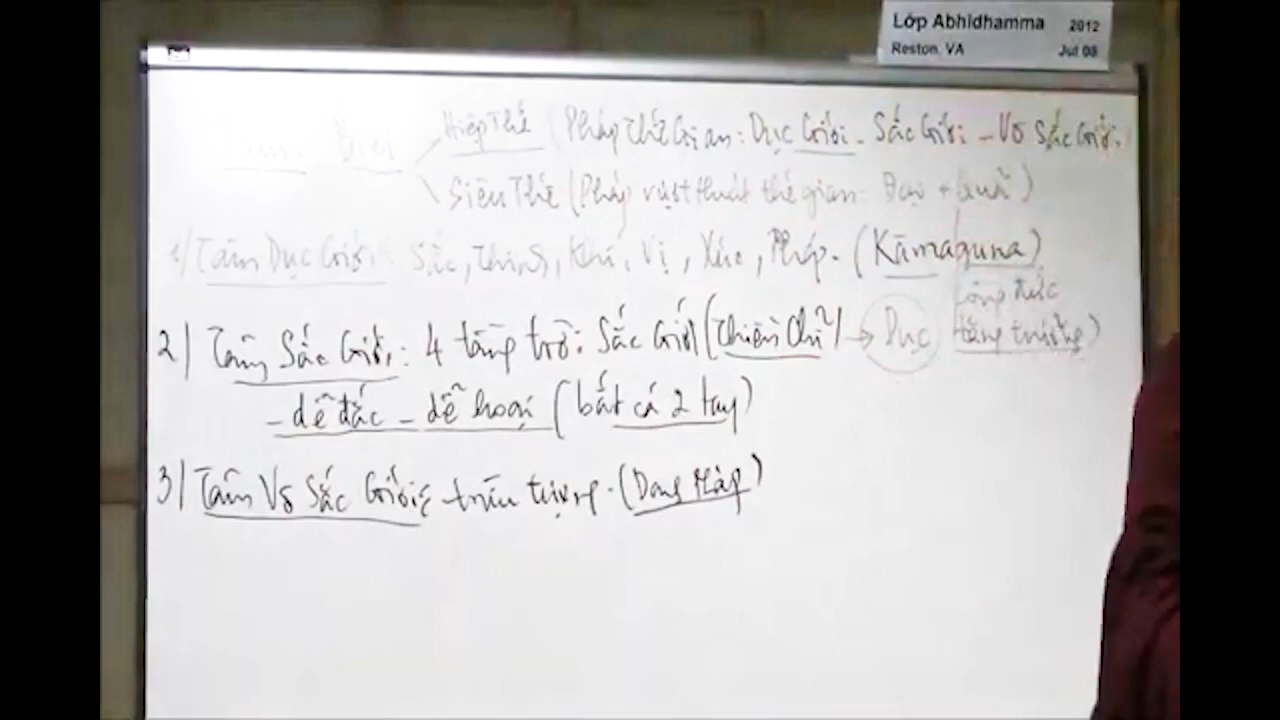 Lớp Abhidhamma 2012
Reston, VA Jul 08
Hiệp Thế (Pháp Thế Gian: Dục Giới - Sắc Giới - Vô Sắc Giới)
Siêu Thế (Pháp vượt thoát thế gian: Đạo + Quả)
1/ Tâm Dục Giới: Sắc, Thinh, Khí, Vị, Xúc, Pháp. (Kāmaguna)
2/ Tâm Sắc Giới: 4 tầng trời Sắc Giới (Thiền Chỉ) → Dục
tăng trưởng)
- dễ đắc - dễ hoại (bắt cá 2 tay)
3/ Tâm Vô Sắc Giới: trừu tượng.